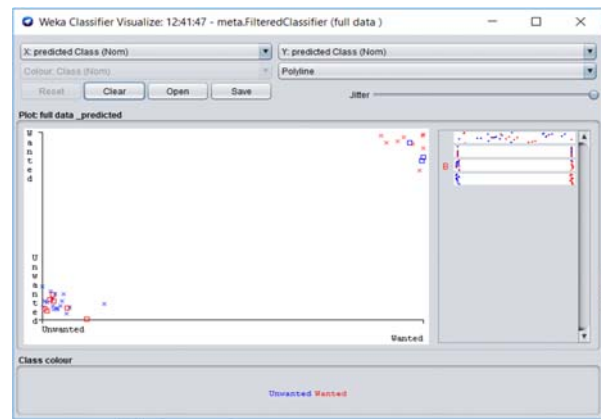 Weka Classifier Visualize: 12:41:47 - meta.FilteredClassifier (full data )
X: predicted Class (Nom) Y: predicted Class (Nom)
Colour: Class (Nom) Polyline
Reset Clear Open Save Jitter
Plot: full data _predicted
Wanted
Unwanted
Unwanted Wanted
B
Class colour
Unwanted Wanted